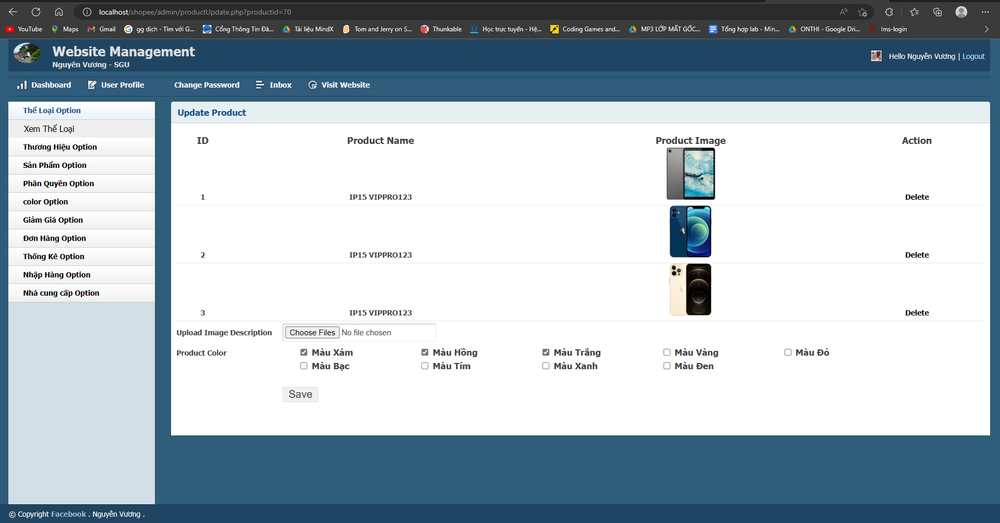 localhost/shopee/admin/productUpdate.php?productid=70
YouTube Maps Gmail gg dịch - Tìm với G... Cổng Thông Tin Đà... Tài liệu MindX Tom and Jerry on S... Thunkable Học trực tuyến - Hệ... Coding Games and... MP3 LỚP MẤT GỐC... Tổng hợp lab - Min... ONTHI - Google Dri... lms-login
Website Management
Nguyên Vương - SGU
Hello Nguyên Vương | Logout
Dashboard User Profile Change Password Inbox Visit Website
Thể Loại Option
Xem Thể Loại
Thương Hiệu Option
Sản Phẩm Option
Phân Quyền Option
color Option
Giảm Giá Option
Đơn Hàng Option
Thống Kê Option
Nhập Hàng Option
Nhà cung cấp Option
Update Product
ID Product Name Product Image Action
1 IP15 VIPPRO123 Delete
2 IP15 VIPPRO123 Delete
3 IP15 VIPPRO123 Delete
Upload Image Description Choose Files No file chosen
Product Color Màu Xám Màu Hồng Màu Trắng Màu Vàng Màu Đỏ
Màu Bạc Màu Tím Màu Xanh Màu Đen
Save
© Copyright Facebook . Nguyên Vương .